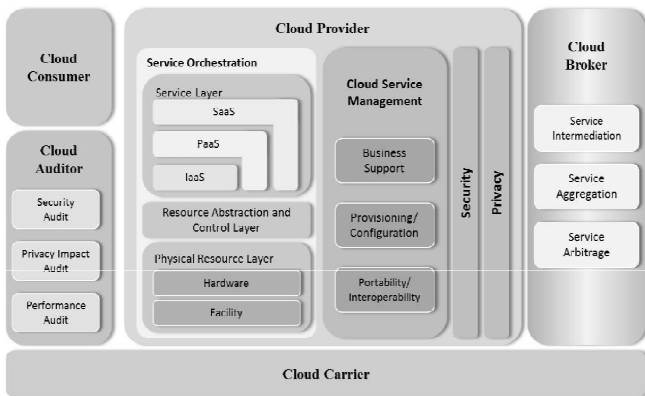 Cloud
Consumer
Cloud
Auditor
Security
Audit
Privacy Impact
Audit
Performance
Audit
Cloud Provider
Service Orchestration
Service Layer
SaaS
PaaS
IaaS
Resource Abstraction and
Control Layer
Physical Resource Layer
Hardware
Facility
Cloud Service
Management
Business
Support
Provisioning/
Configuration
Portability/
Interoperability
Security
Privacy
Cloud
Broker
Service
Intermediation
Service
Aggregation
Service
Arbitrage
Cloud Carrier